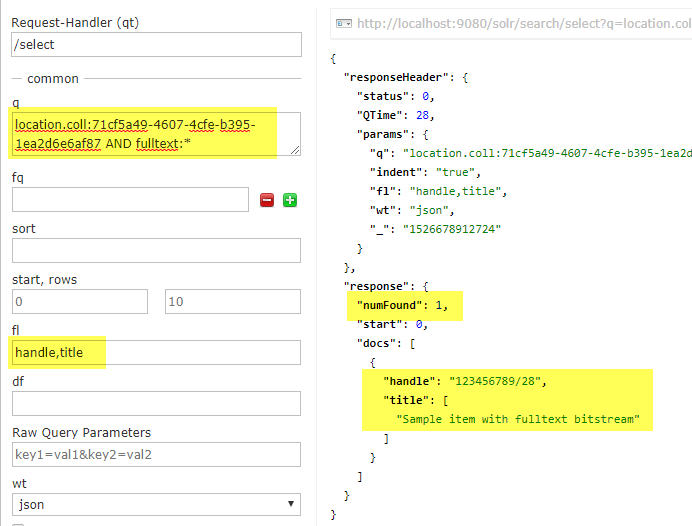 Request-Handler (qt)
/select
common
q
location.coll:71cf5a49-4607-4cfe-b395-
1ea2d6e6af87 AND fulltext:*
fq
sort
start, rows
0
10
fl
handle,title
df
Raw Query Parameters
key1=val1&key2=val2
wt
json
http://localhost:9080/solr/search/select?q=location.col
{
"responseHeader": {
"status": 0,
"QTime": 28,
"params": {
"q": "location.coll:71cf5a49-4607-4cfe-b395-1ea2d
"indent": "true",
"fl": "handle,title",
"wt": "json",
"_": "1526678912724"
}
},
"response": {
"numFound": 1,
"start": 0,
"docs": [
{
"handle": "123456789/28",
"title": [
"Sample item with fulltext bitstream"
]
}
]
}
}